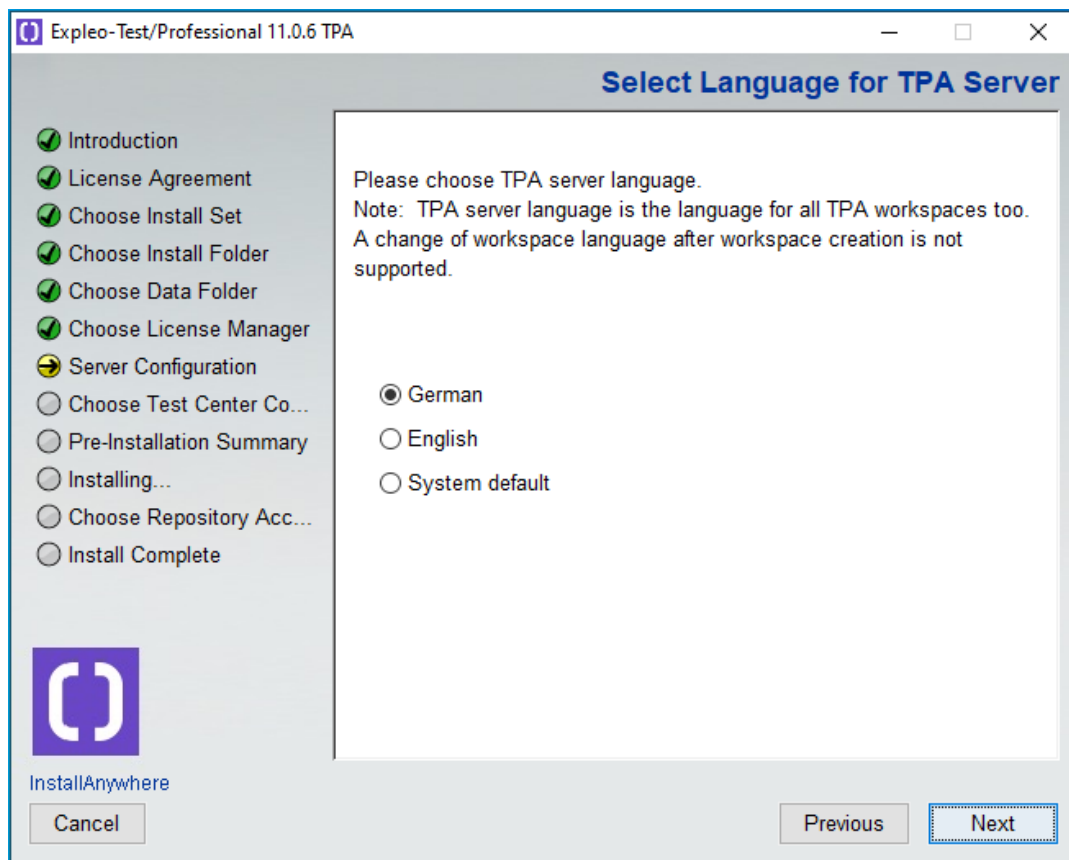 Expleo-Test/Professional 11.0.6 TPA
Select Language for TPA Server
Introduction
License Agreement
Choose Install Set
Choose Install Folder
Choose Data Folder
Choose License Manager
Server Configuration
Choose Test Center Co...
Pre-Installation Summary
Installing...
Choose Repository Acc...
Install Complete
Please choose TPA server language.
Note:  TPA server language is the language for all TPA workspaces too.
A change of workspace language after workspace creation is not
supported.
German
English
System default
InstallAnywhere
Cancel
Previous
Next